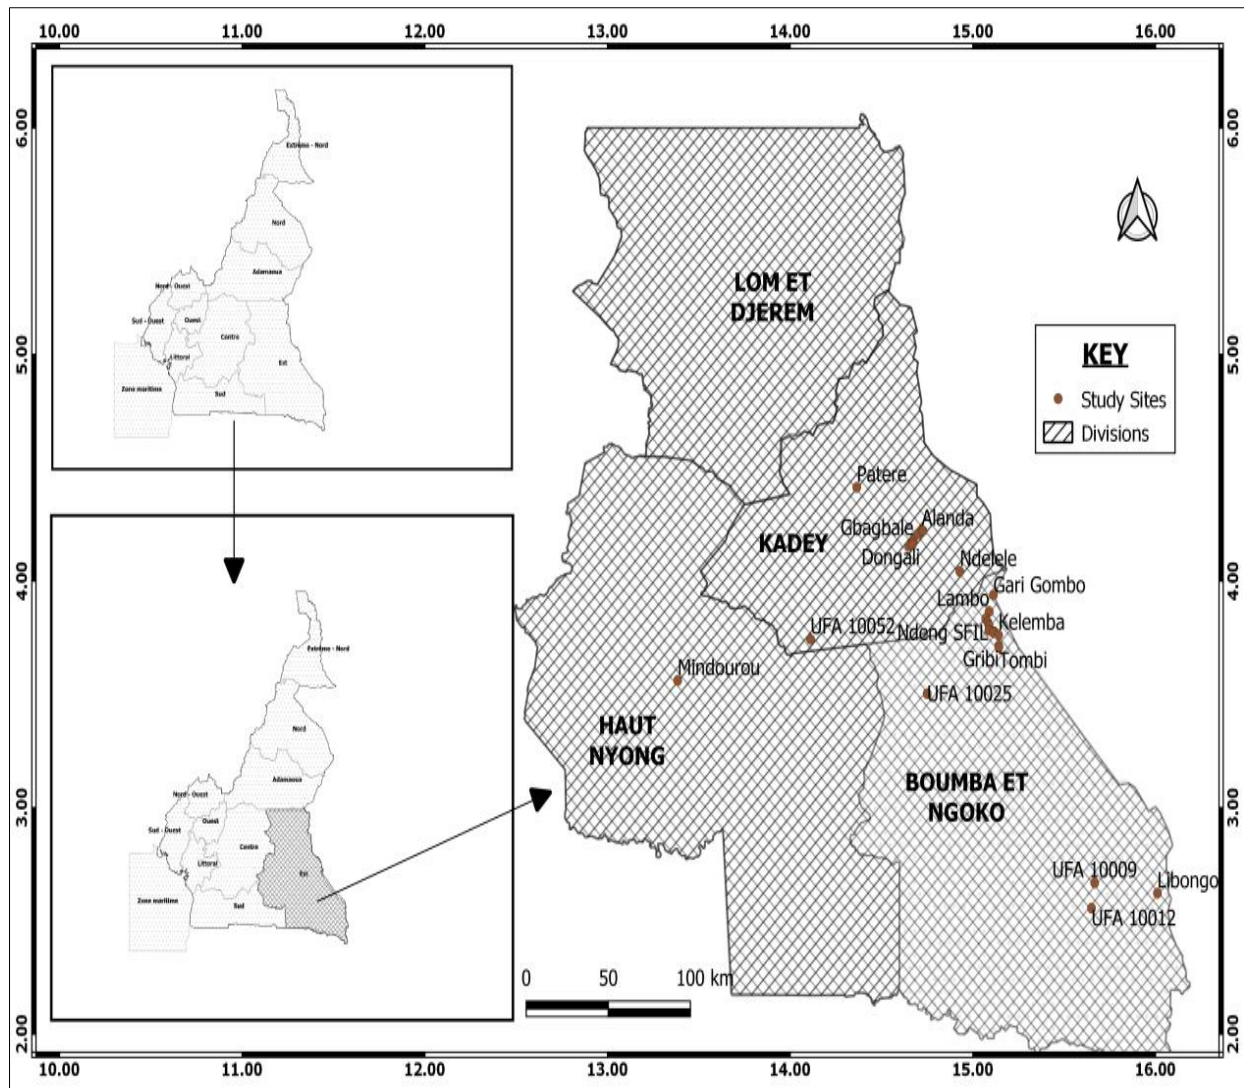 10.00 11.00 12.00 13.00 14.00 15.00 16.00
6.00
5.00
4.00
3.00
2.00
Extreme - Nord
Nord
Adamaoua
Nord - Ouest
Sud - Ouest
Ouest
Centre
Littoral
Est
Zone maritime
Sud
Extreme - Nord
Nord
Adamaoua
Nord - Ouest
Sud - Ouest
Ouest
Centre
Littoral
Est
Zone maritime
Sud
LOM ET
DJEREM
KEY
Study Sites
Divisions
Patere
Alanda
Gbagbale
KADEY
Dongali
Ndelele
Gari Gombo
Lambo
Kelemba
UFA 10052
Ndeng SFIL
Gribi
Tombi
Mindourou
UFA 10025
HAUT
NYONG
BOUMBA ET
NGOKO
UFA 10009
Libongo
UFA 10012
0 50 100 km
6.00
5.00
4.00
3.00
2.00
10.00 11.00 12.00 13.00 14.00 15.00 16.00